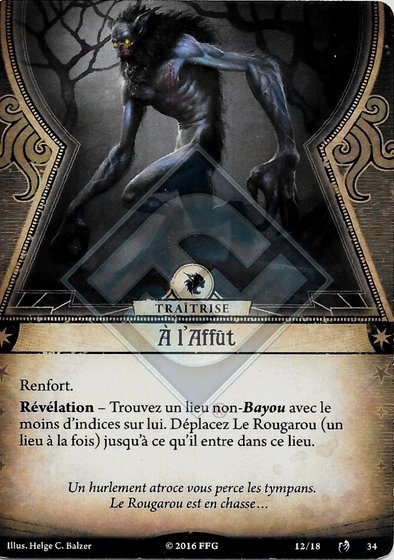 TRAÎTRISE
À l'Affût
Renfort.
Révélation – Trouvez un lieu non-Bayou avec le
moins d'indices sur lui. Déplacez Le Rougarou (un
lieu à la fois) jusqu'à ce qu'il entre dans ce lieu.
Un hurlement atroce vous perce les tympans.
Le Rougarou est en chasse…
Illus. Helge C. Balzer © 2016 FFG 12/18 34